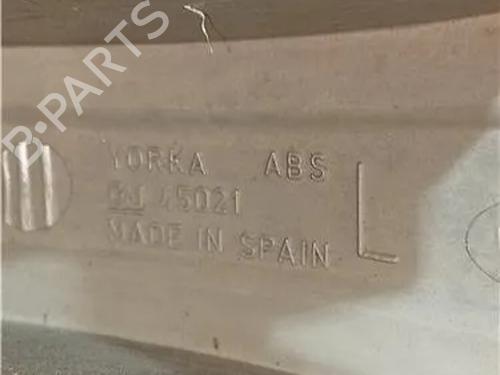 B-PARTS
YORKA ABS
45021
MADE IN SPAIN
L